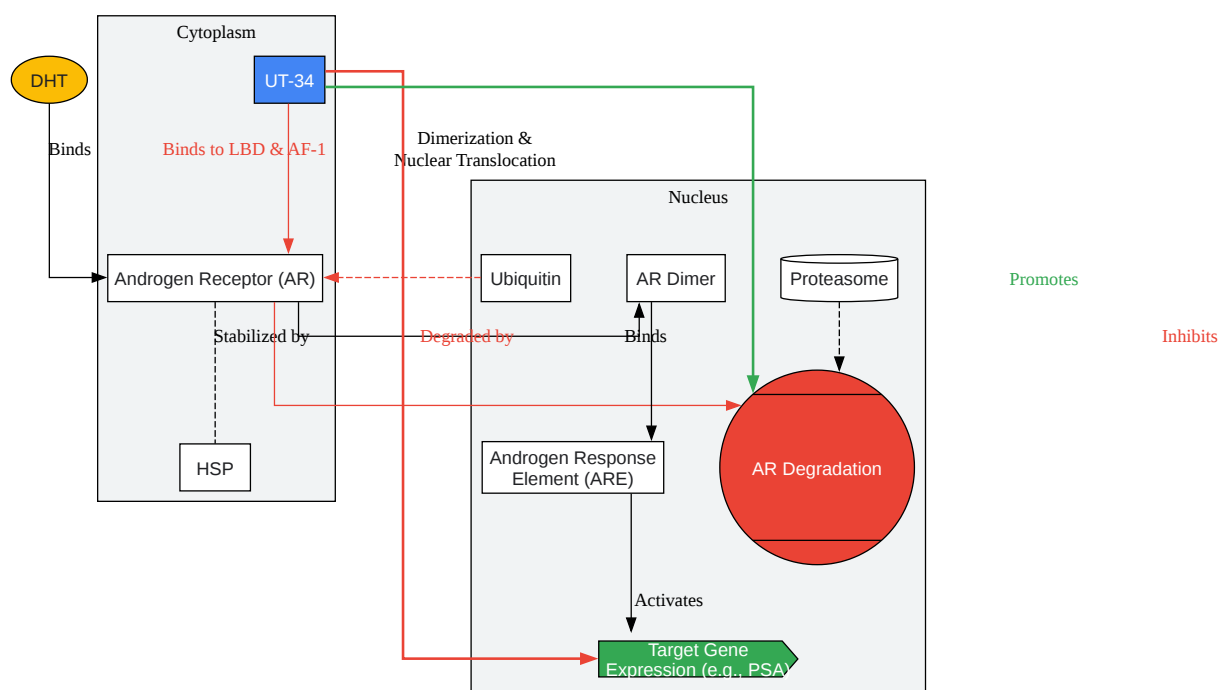 Cytoplasm
DHT
UT-34
Binds
Binds to LBD & AF-1
Dimerization &
Nuclear Translocation
Nucleus
Androgen Receptor (AR)
Ubiquitin
AR Dimer
Proteasome
Promotes
Stabilized by
Degraded by
Binds
Inhibits
HSP
Androgen Response
Element (ARE)
AR Degradation
Activates
Target Gene
Expression (e.g., PSA)